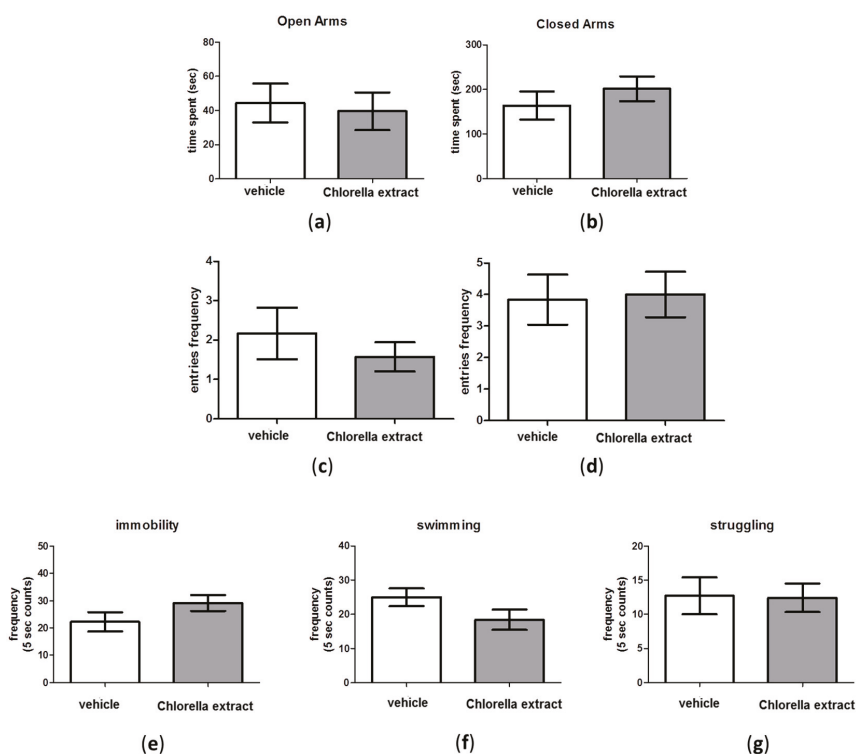 Open Arms
time spent (sec)
80
60
40
20
0
vehicle
Chlorella extract
(a)
Closed Arms
time spent (sec)
300
200
100
0
vehicle
Chlorella extract
(b)
entries frequency
4
3
2
1
0
vehicle
Chlorella extract
(c)
entries frequency
5
4
3
2
1
0
vehicle
Chlorella extract
(d)
immobility
frequency
(5 sec counts)
50
40
30
20
10
0
vehicle
Chlorella extract
(e)
swimming
frequency
(5 sec counts)
40
30
20
10
0
vehicle
Chlorella extract
(f)
struggling
frequency
(5 sec counts)
20
15
10
5
0
vehicle
Chlorella extract
(g)